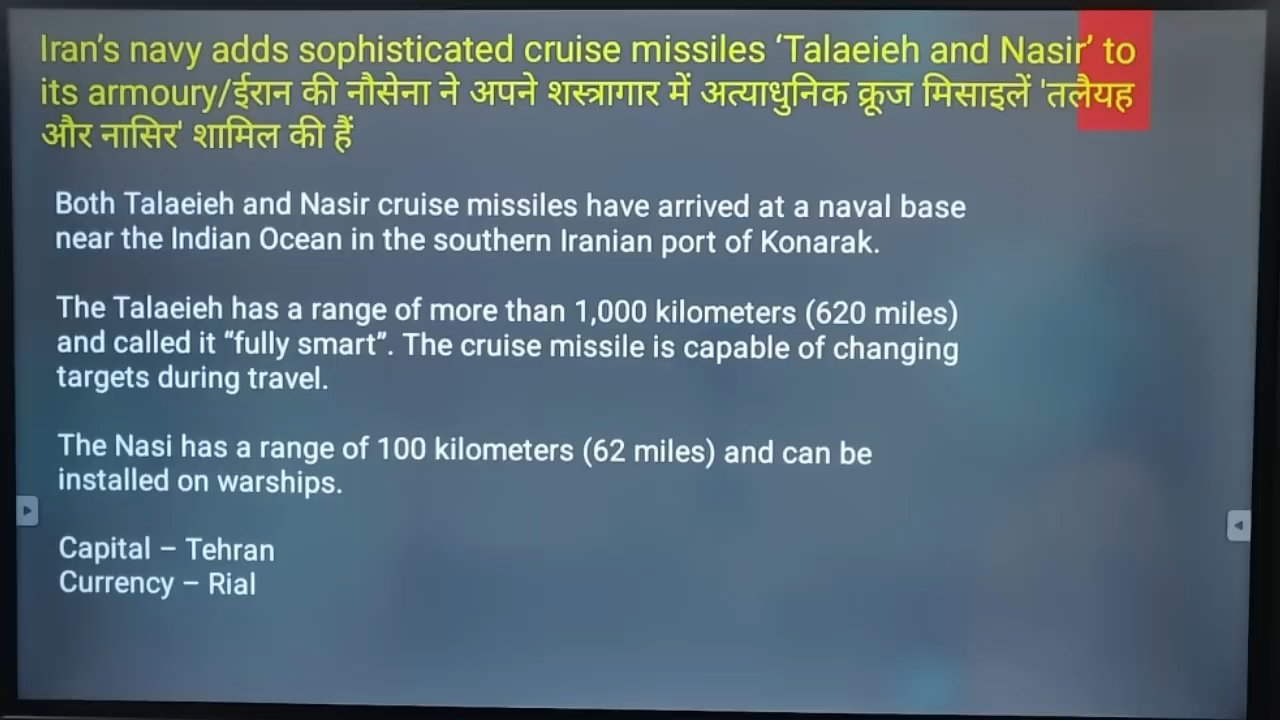 Iran’s navy adds sophisticated cruise missiles ‘Talaeieh and Nasir’ to
its armoury/ईरान की नौसेना ने अपने शस्त्रागार में अत्याधुनिक क्रूज मिसाइलें 'तलैयह
और नासिर' शामिल की हैं
Both Talaeieh and Nasir cruise missiles have arrived at a naval base
near the Indian Ocean in the southern Iranian port of Konarak.
The Talaeieh has a range of more than 1,000 kilometers (620 miles)
and called it “fully smart”. The cruise missile is capable of changing
targets during travel.
The Nasi has a range of 100 kilometers (62 miles) and can be
installed on warships.
Capital – Tehran
Currency – Rial